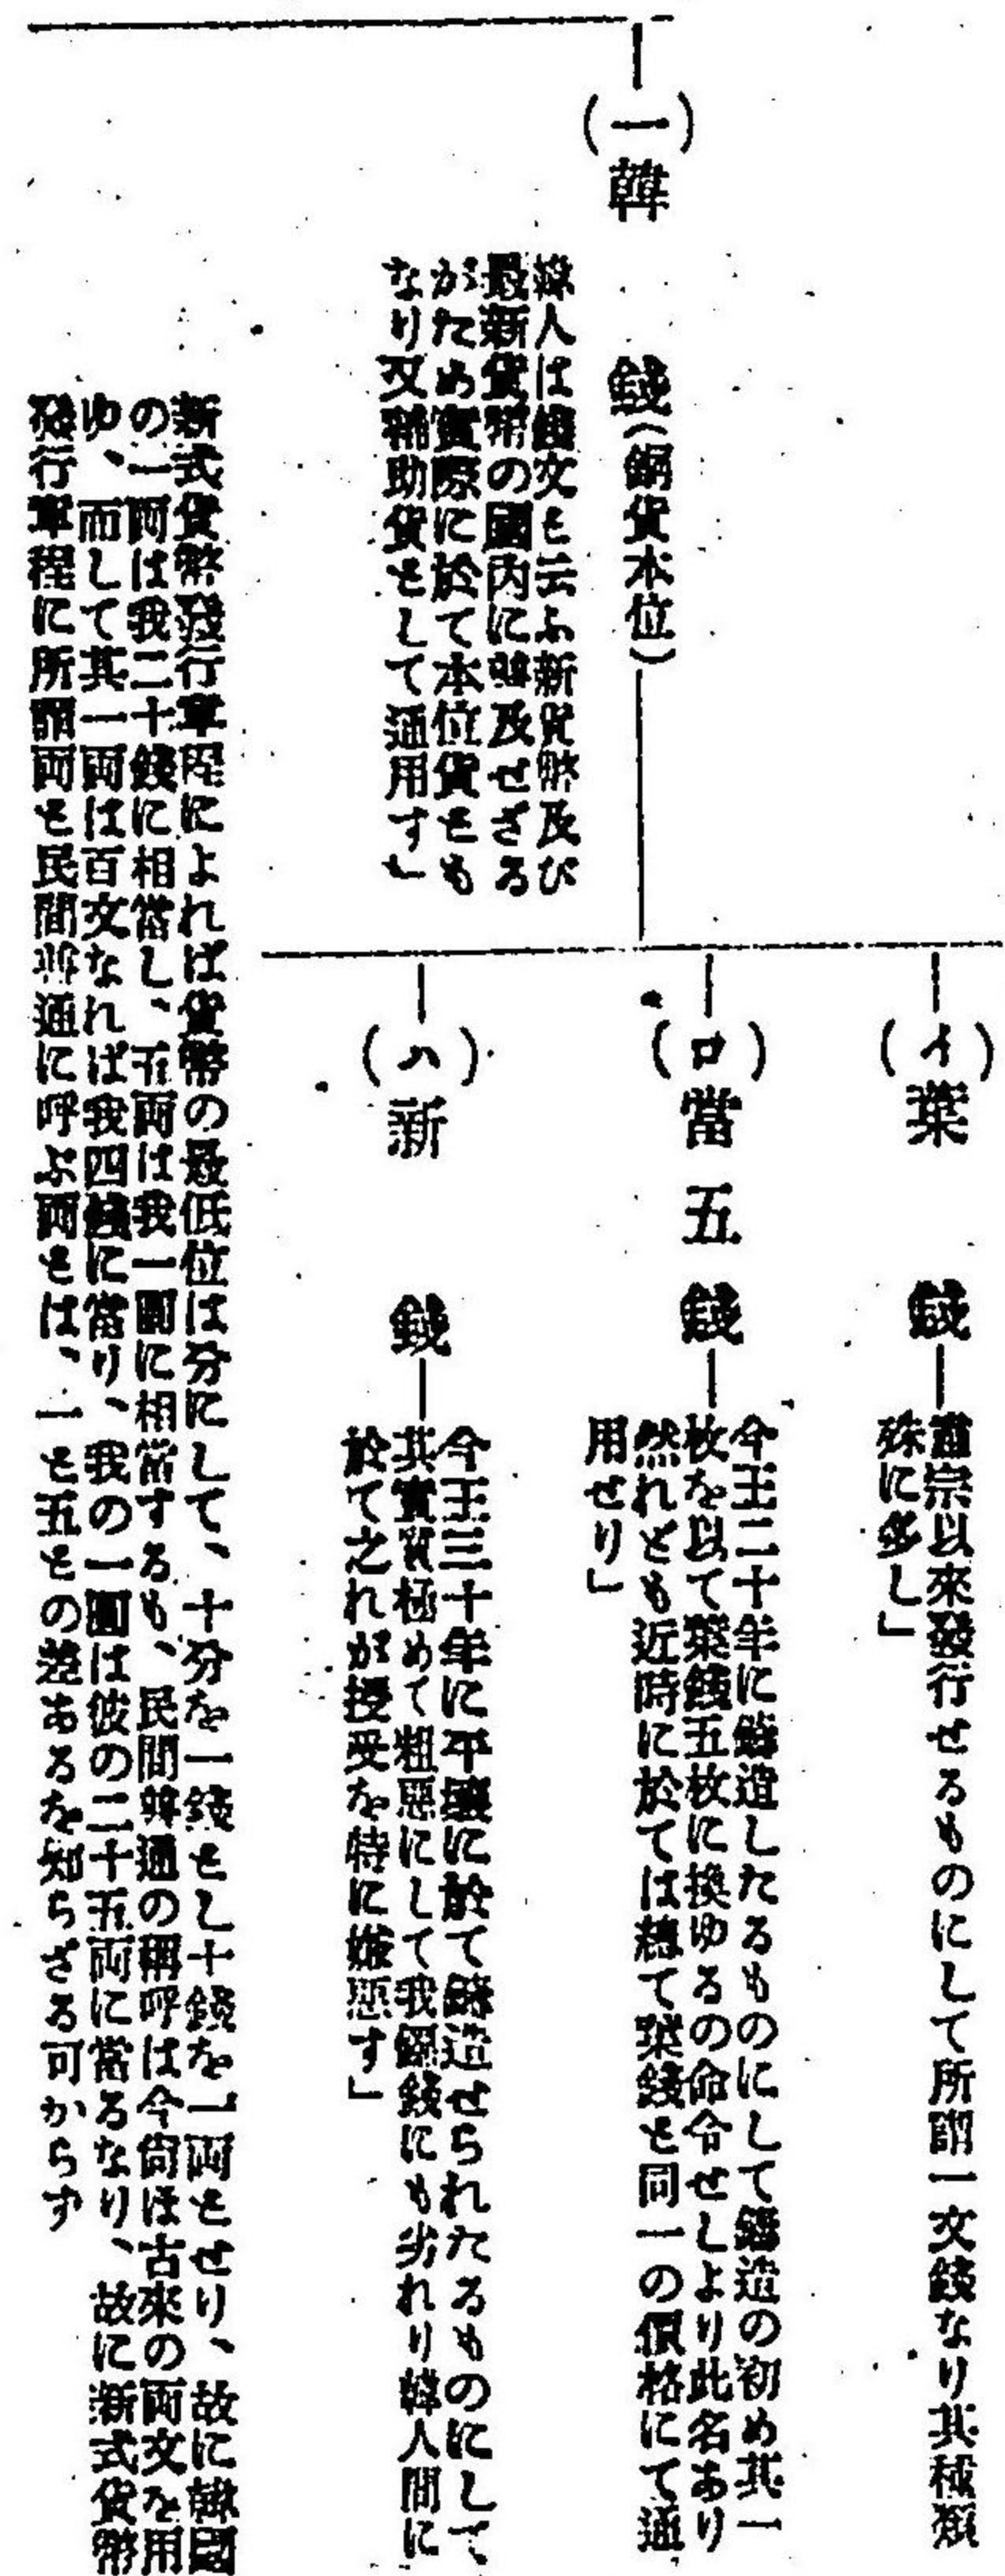 (一)韓錢(銅貨本位)
韓人は錢文と云ふ新貨幣及び
最新貨幣の國内に普及せざる
がため實際に於て本位貨とも
なり又補助貨として通用す」
(イ)葉錢
肅宗以來發行せるものにして所謂一文錢なり其種類
殊に多し」
(ロ)當五錢
今王二十年に鑄造したるものにして鑄造の初め其一
枚を以て葉錢五枚に換ゆるの命令せしより此名あり
然れども近時に於ては總て葉錢と同一の價格にて通
用せり」
(ハ)新錢
今王三十年に平壤に於て鑄造せられたるものにして
其實質極めて粗惡にして我錢にも劣れり韓人間に
於て之れが授受を特に嫌惡す」
新式貨幣發行章程によれば貨幣の最低位は分にして、十分を一錢とし十錢を一兩とせり、故に韓國
の一兩は我二十錢に相當し、五兩は我一圓に相當するも、民間普通の稱呼は今尙ほ古來の兩文を用
ゆ、而して其一兩は百文なれば我四錢に當り、我の一圓は彼の二十五兩に當るなり、故に新式貨幣
發行章程に所謂兩と民間普通に呼ぶ兩とは、一と五との差あるを知らざる可からず